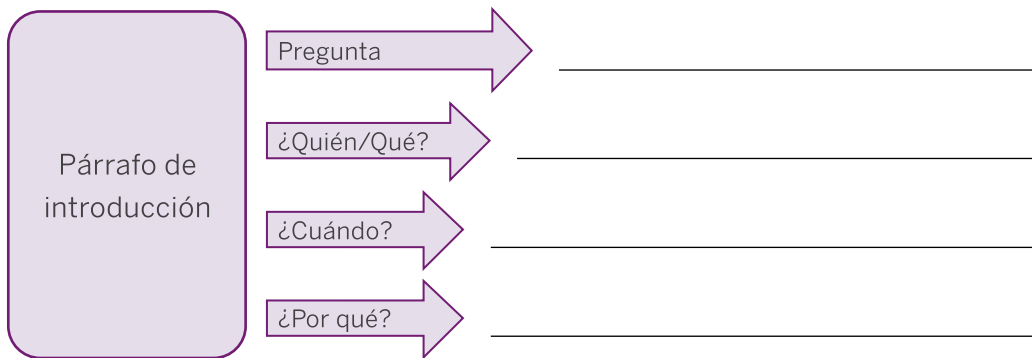 Párrafo de
introducción
Pregunta
¿Quién/Qué?
¿Cuándo?
¿Por qué?